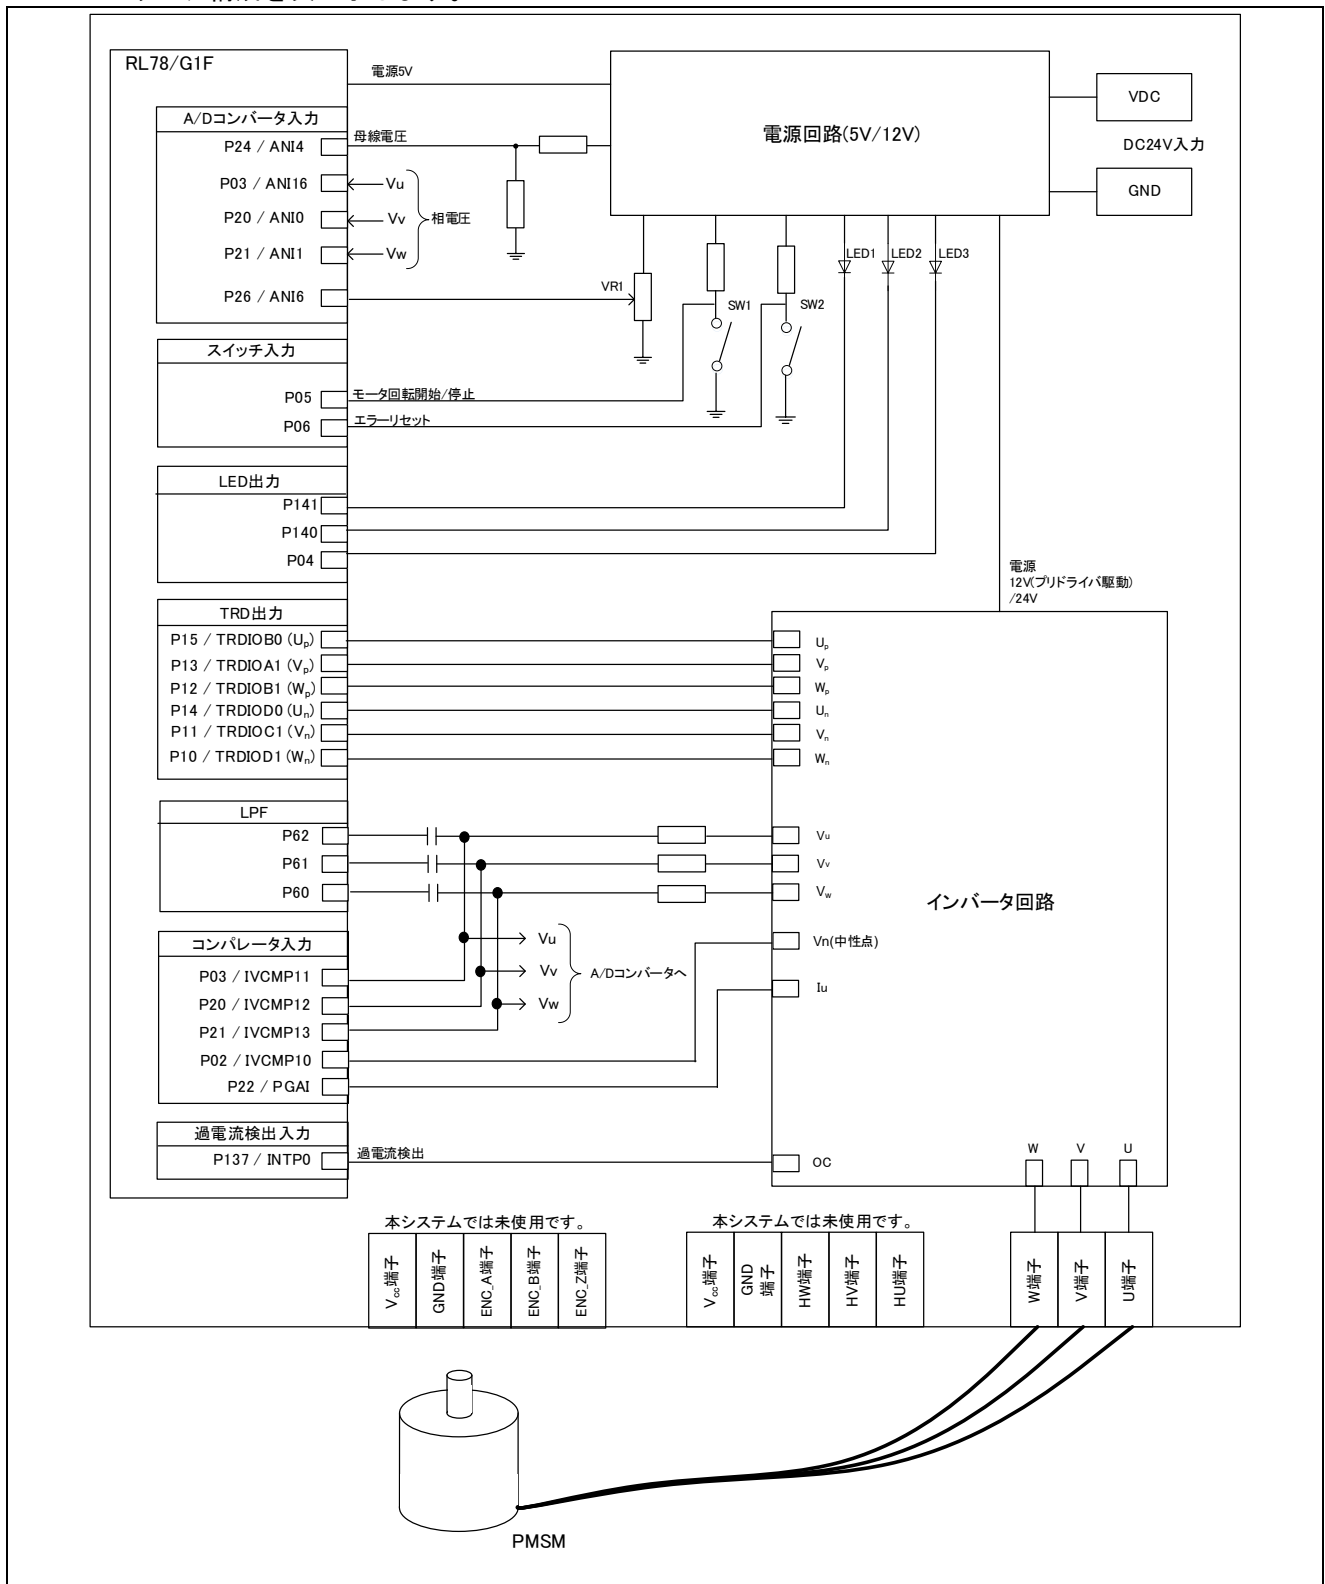 RL78/G1F
A/Dコンバータ入力
P24 / ANI4
P03 / ANI16
P20 / ANI0
P21 / ANI1
P26 / ANI6
電源5V
母線電圧
Vu
Vv
Vw
相電圧
VR1
電源回路(5V/12V)
VDC
DC24V入力
GND
SW1
SW2
LED1
LED2
LED3
スイッチ入力
P05
P06
モータ回転開始/停止
エラーリセット
LED出力
P141
P140
P04
電源
12V(プリドライバ駆動)
/24V
TRD出力
P15 / TRDIOB0 (Up)
P13 / TRDIOA1 (Vp)
P12 / TRDIOB1 (Wp)
P14 / TRDIOD0 (Un)
P11 / TRDIOC1 (Vn)
P10 / TRDIOD1 (Wn)
Up
Vp
Wp
Un
Vn
Wn
LPF
P62
P61
P60
Vu
Vv
Vw
インバータ回路
Vn(中性点)
Iu
コンパレータ入力
P03 / IVCMP11
P20 / IVCMP12
P21 / IVCMP13
P02 / IVCMP10
P22 / PGAI
Vu
Vv
Vw
A/Dコンバータへ
過電流検出入力
P137 / INTP0
過電流検出
OC
W
V
U
本システムでは未使用です。
Vcc端子
GND端子
ENC_A端子
ENC_B端子
ENC_Z端子
本システムでは未使用です。
Vcc端子
GND
端子
HW端子
HV端子
HU端子
W端子
V端子
U端子
PMSM